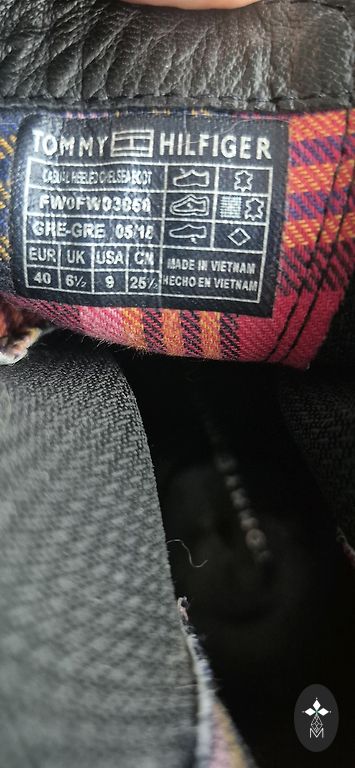 TOMMY HILFIGER
CASUAL HEELED CHELSEA BOOT
FW0FW03060
GRE-GRE 05/18
EUR UK USA CN
40 6½ 9 25½
MADE IN VIETNAM
HECHO EN VIETNAM
M